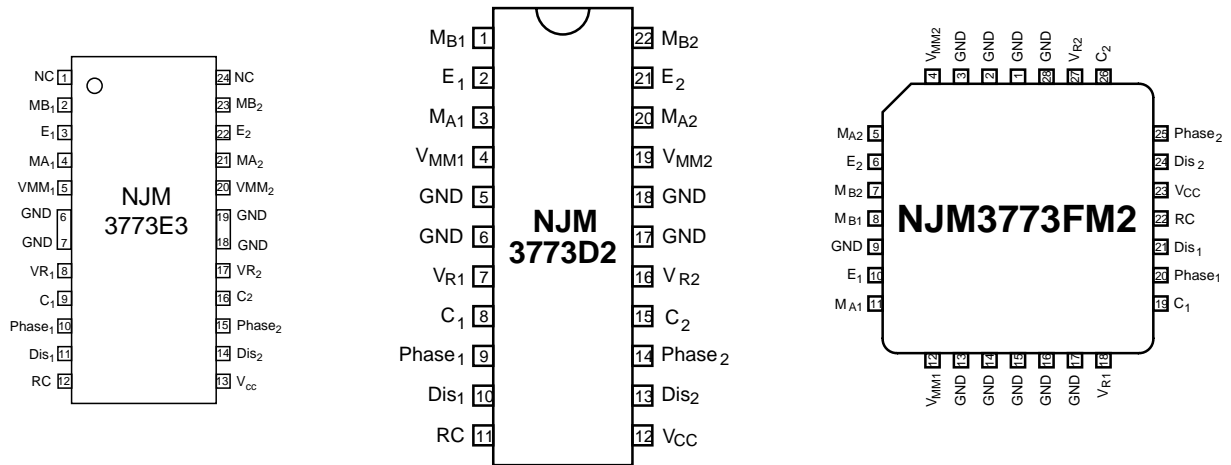 NC 1
MB1 2
E1 3
MA1 4
VMM1 5
GND 6
GND 7
VR1 8
C1 9
Phase1 10
Dis1 11
RC 12
NJM
3773E3
24 NC
23 MB2
22 E2
21 MA2
20 VMM2
19 GND
18 GND
17 VR2
16 C2
15 Phase2
14 Dis2
13 Vcc
MB1 1
E1 2
MA1 3
VMM1 4
GND 5
GND 6
VR1 7
C1 8
Phase1 9
Dis1 10
RC 11
NJM
3773D2
22 MB2
21 E2
20 MA2
19 VMM2
18 GND
17 GND
16 VR2
15 C2
14 Phase2
13 Dis2
12 VCC
VMM2 4
GND 3
GND 2
GND 1
GND 28
VR2 27
C2 26
MA2 5
E2 6
MB2 7
MB1 8
GND 9
E1 10
MA1 11
NJM3773FM2
25 Phase2
24 Dis2
23 VCC
22 RC
21 Dis1
20 Phase1
19 C1
VMM1 12
GND 13
GND 14
GND 15
GND 16
GND 17
VR1 18